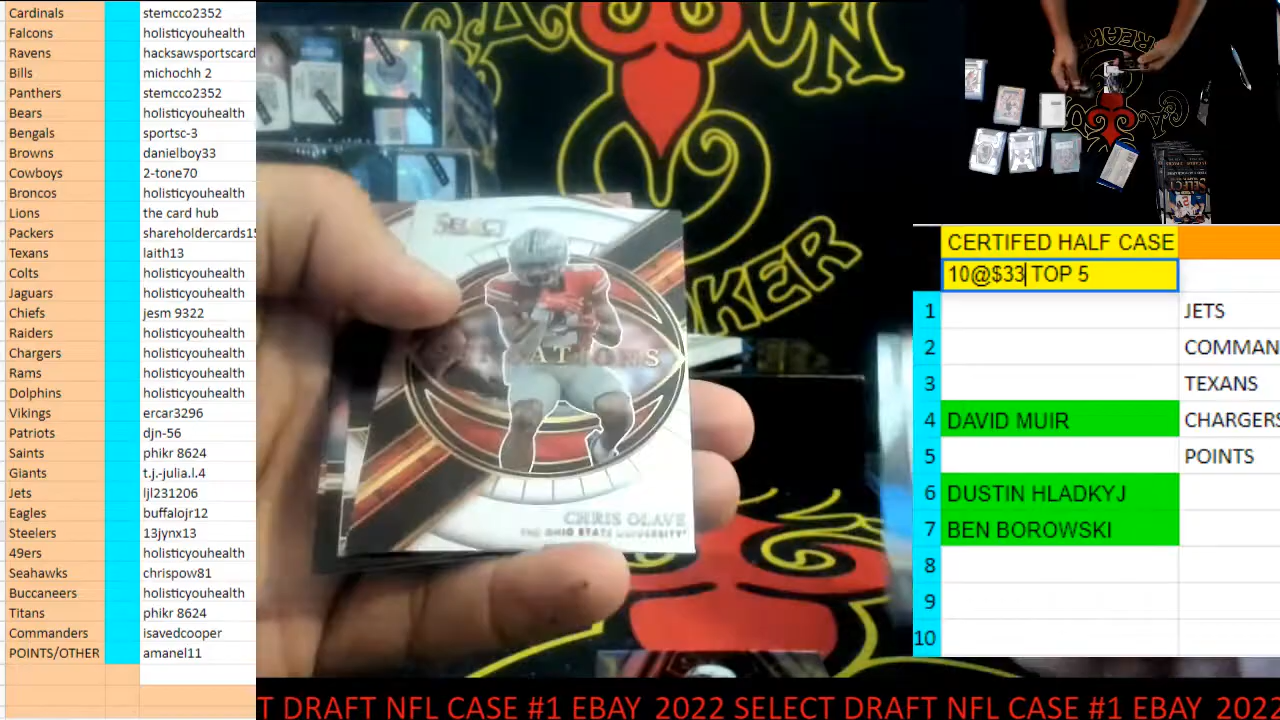 Cardinals stemcco2352
Falcons holisticyouhealth
Ravens hacksawsportscard
Bills michochh 2
Panthers stemcco2352
Bears holisticyouhealth
Bengals sportsc-3
Browns danielboy33
Cowboys 2-tone70
Broncos holisticyouhealth
Lions the card hub
Packers shareholdercards15
Texans laith13
Colts holisticyouhealth
Jaguars holisticyouhealth
Chiefs jesm 9322
Raiders holisticyouhealth
Chargers holisticyouhealth
Rams holisticyouhealth
Dolphins holisticyouhealth
Vikings ercar3296
Patriots djn-56
Saints phikr 8624
Giants t.j.-julia.l.4
Jets ljl231206
Eagles buffalojr12
Steelers 13jynx13
49ers holisticyouhealth
Seahawks chrispow81
Buccaneers holisticyouhealth
Titans phikr 8624
Commanders isavedcooper
POINTS/OTHER amanel11
SELECT
CHRIS OLAVE
THE OHIO STATE UNIVERSITY
CERTIFED HALF CASE
10@$33 TOP 5
1 JETS
2 COMMAN
3 TEXANS
4 DAVID MUIR CHARGERS
5 POINTS
6 DUSTIN HLADKYJ
7 BEN BOROWSKI
8
9
10
T DRAFT NFL CASE #1 EBAY 2022 SELECT DRAFT NFL CASE #1 EBAY 2022